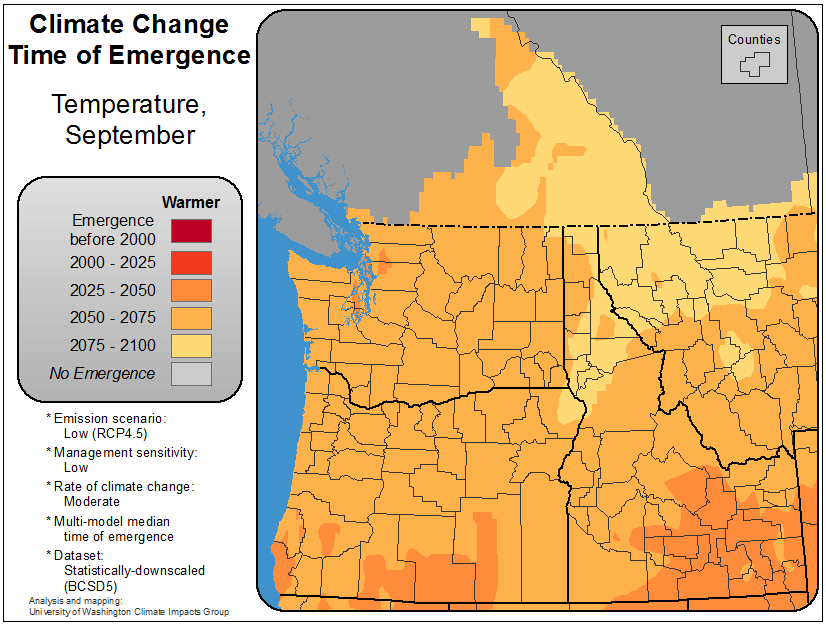 Climate Change
Time of Emergence
Temperature,
September
Warmer
Emergence
before 2000
2000 - 2025
2025 - 2050
2050 - 2075
2075 - 2100
No Emergence
* Emission scenario:
Low (RCP4.5)
* Management sensitivity:
Low
* Rate of climate change:
Moderate
* Multi-model median
time of emergence
* Dataset:
Statistically-downscaled
(BCSD5)
Analysis and mapping:
University of Washington Climate Impacts Group
Counties